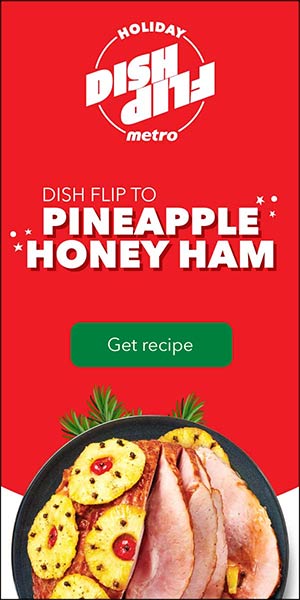 HOLIDAY
DISH
FLIP
metro
DISH FLIP TO
PINEAPPLE
HONEY HAM
Get recipe